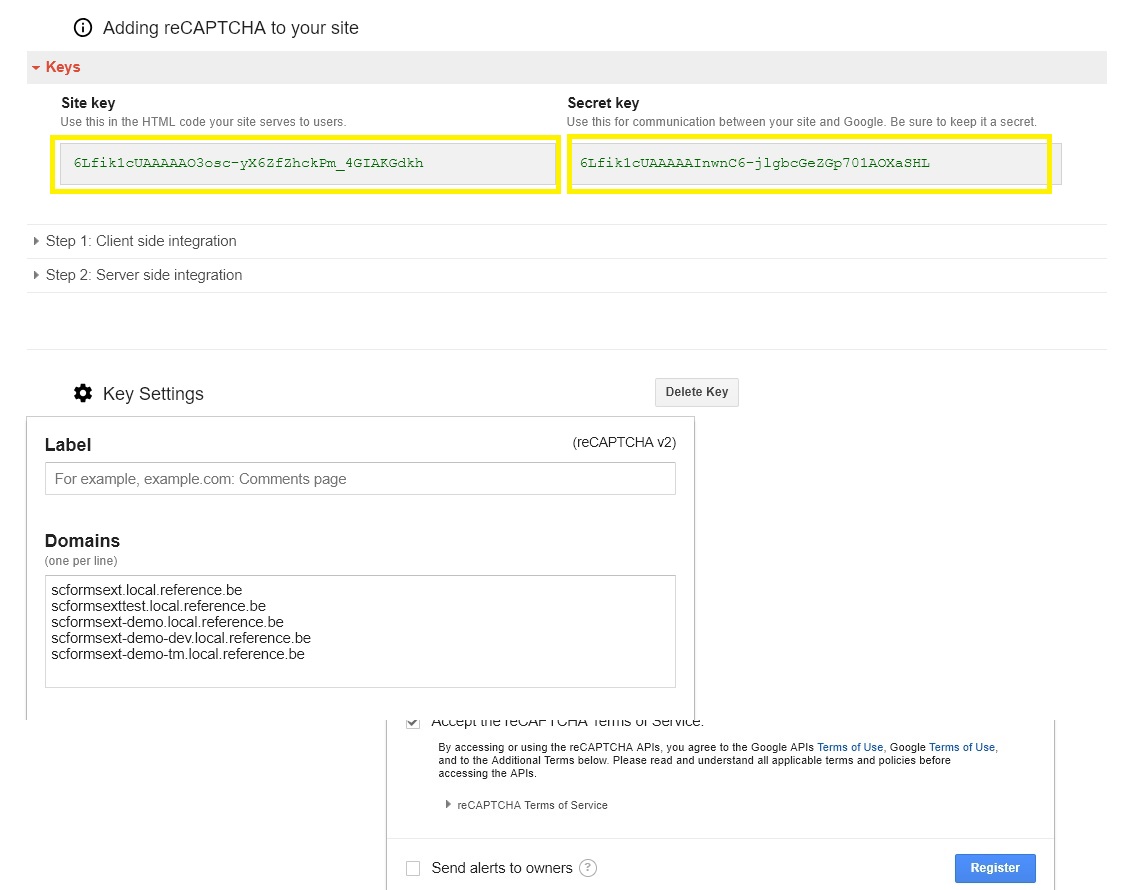 Adding reCAPTCHA to your site
Keys
Site key
Secret key
Use this in the HTML code your site serves to users.
Use this for communication between your site and Google. Be sure to keep it a secret.
6Lfik1cUAAAAAO3osc-yX6ZfZhckPm_4GIAKGdkh
6Lfik1cUAAAAAInwnC6-jlgbcGeZGp701AOXaSHL
Step 1: Client side integration
Step 2: Server side integration
Key Settings
Delete Key
Label
(reCAPTCHA v2)
For example, example.com: Comments page
Domains
(one per line)
scformsext.local.reference.be
scformsexttest.local.reference.be
scformsext-demo.local.reference.be
scformsext-demo-dev.local.reference.be
scformsext-demo-tm.local.reference.be
Accept the reCAPTCHA Terms of Service.
By accessing or using the reCAPTCHA APIs, you agree to the Google APIs Terms of Use, Google Terms of Use,
and to the Additional Terms below. Please read and understand all applicable terms and policies before
accessing the APIs.
reCAPTCHA Terms of Service
Send alerts to owners ?
Register